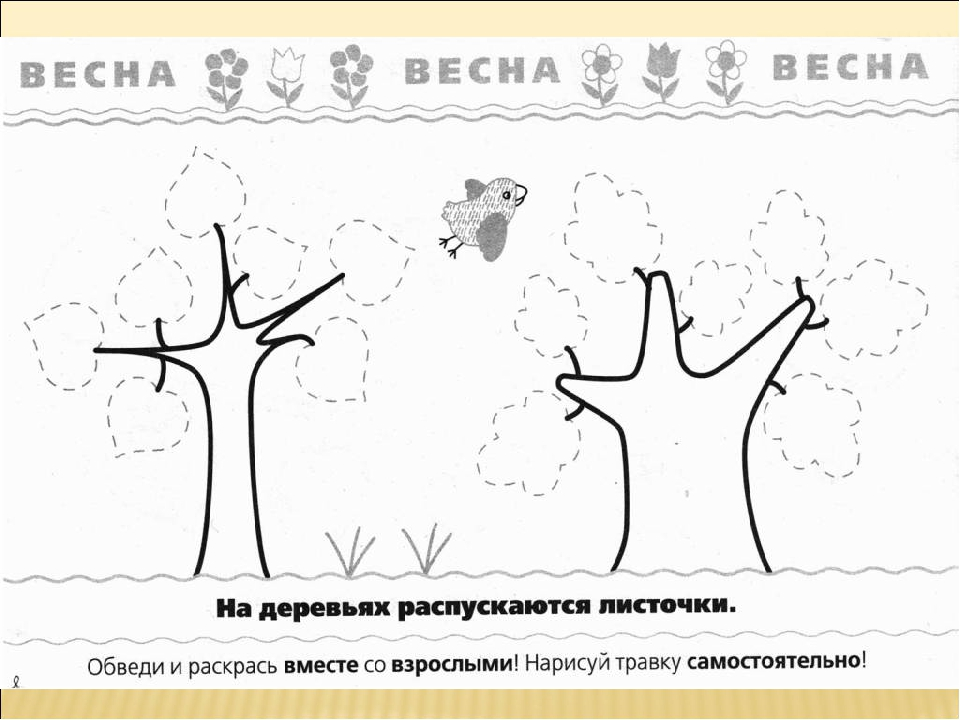 ВЕСНА ВЕСНА ВЕСНА
На деревьях распускаются листочки.
Обведи и раскрась вместе со взрослыми! Нарисуй травку самостоятельно!